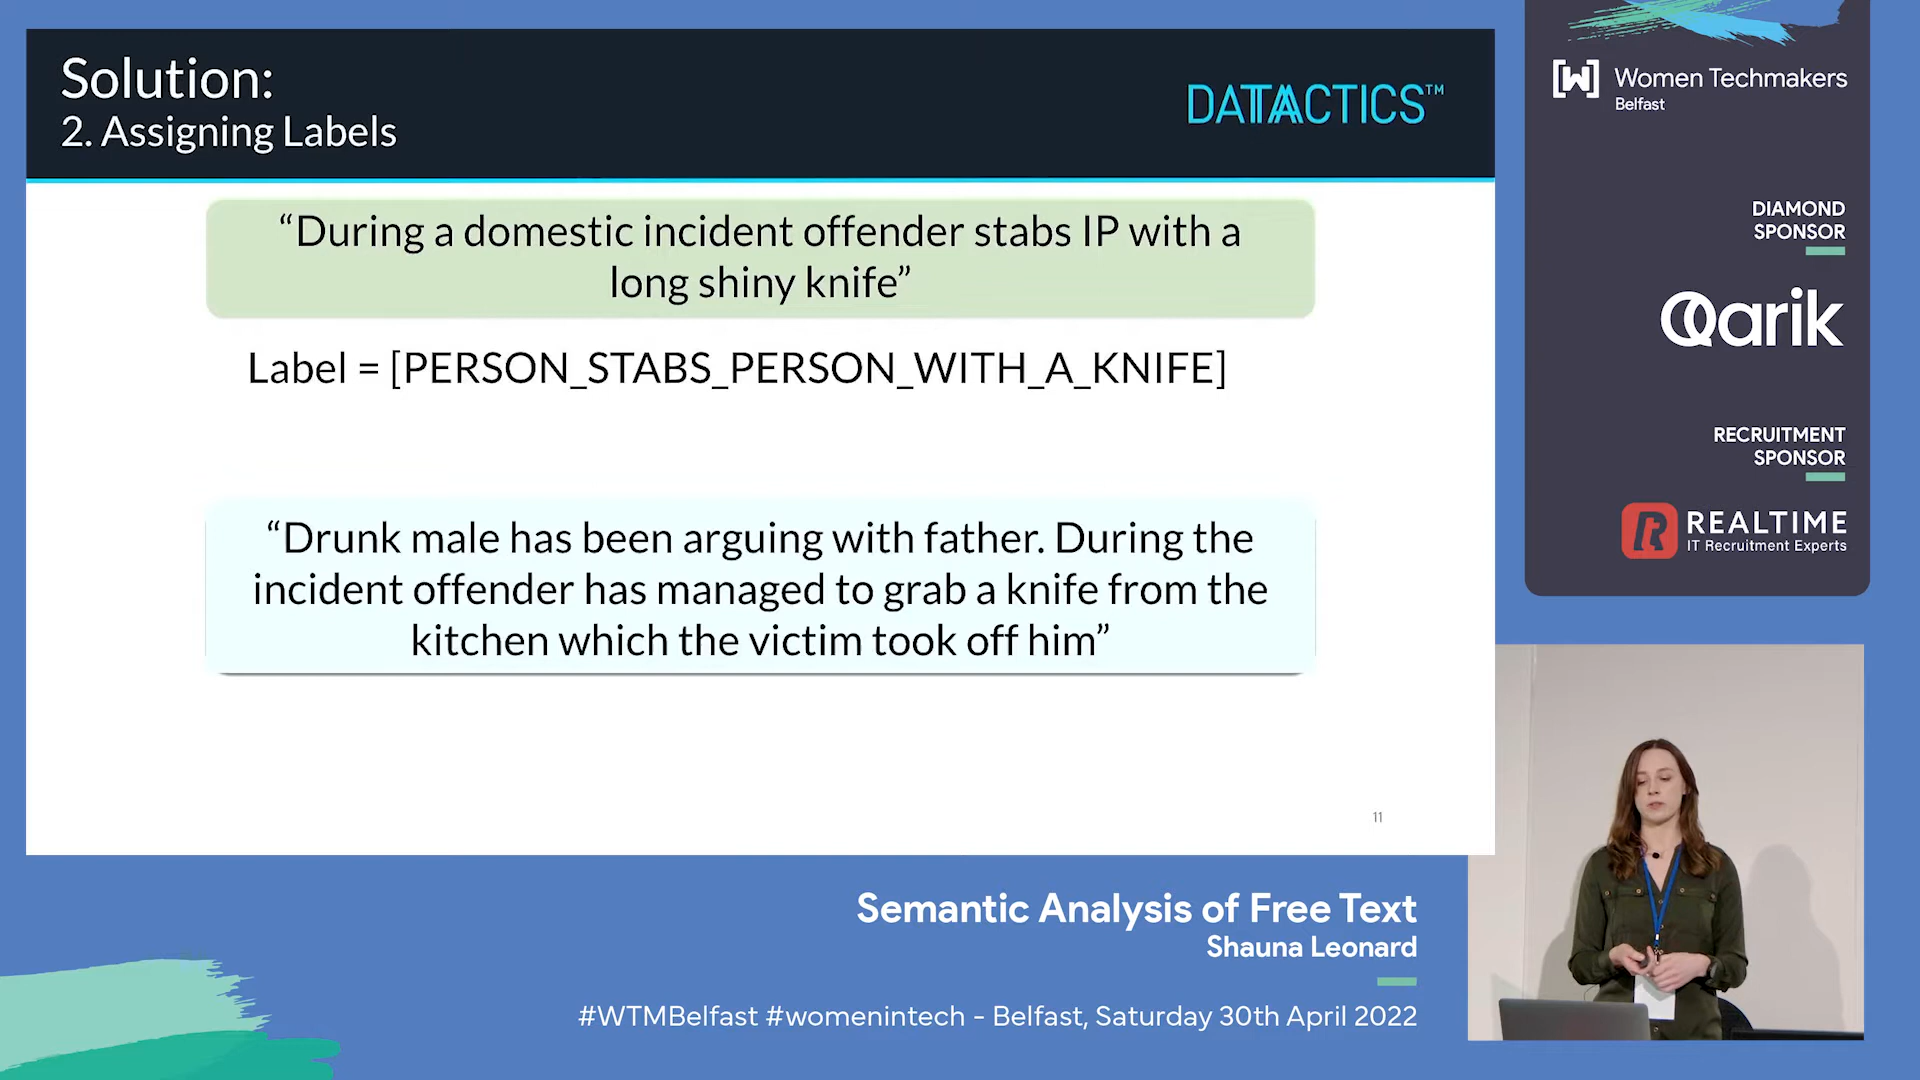 Solution:
2. Assigning Labels
DATACTICS™
“During a domestic incident offender stabs IP with a
long shiny knife”
Label = [PERSON_STABS_PERSON_WITH_A_KNIFE]
“Drunk male has been arguing with father. During the
incident offender has managed to grab a knife from the
kitchen which the victim took off him”
11
[W] Women Techmakers
Belfast
DIAMOND
SPONSOR
Qarik
RECRUITMENT
SPONSOR
REALTIME
IT Recruitment Experts
Semantic Analysis of Free Text
Shauna Leonard
#WTMBelfast #womenintech - Belfast, Saturday 30th April 2022